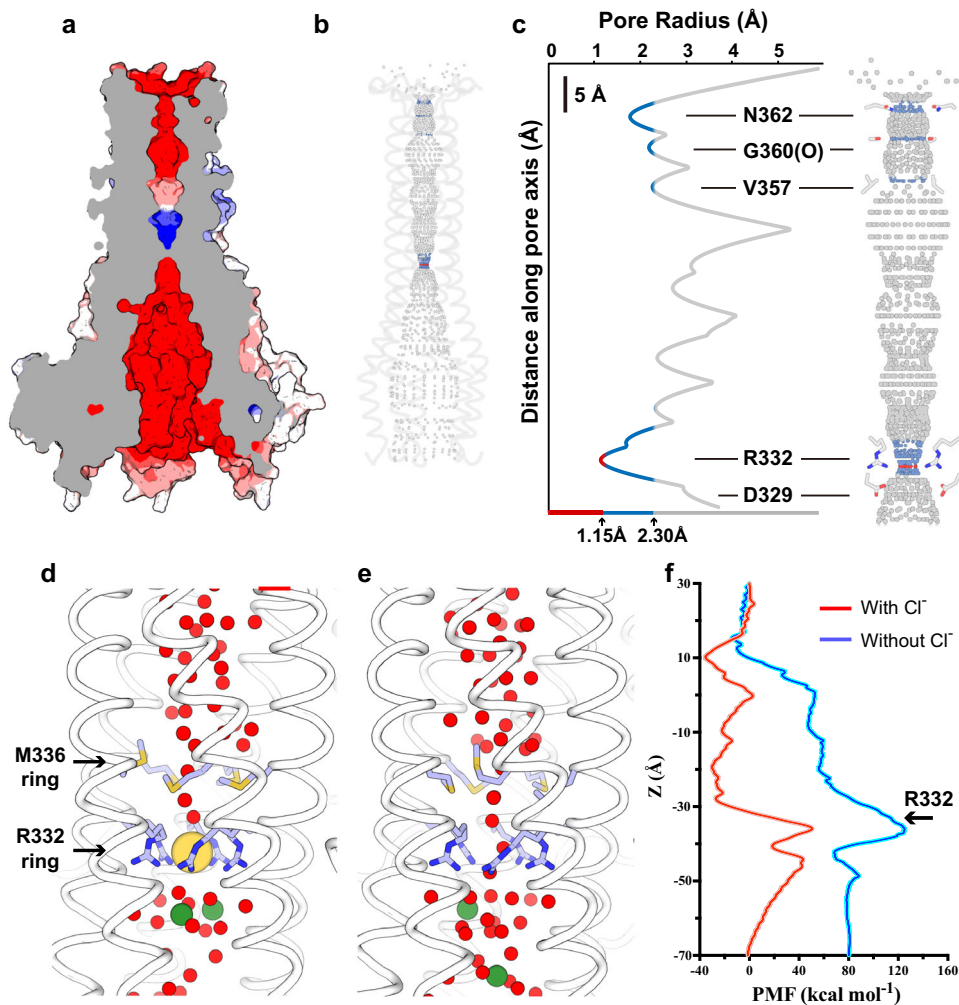 a
b
c
Pore Radius (Å)
0 1 2 3 4 5
5 Å
Distance along pore axis (Å)
N362
G360(O)
V357
R332
D329
1.15Å 2.30Å
d
e
f
M336
ring
R332
ring
With Cl⁻
Without Cl⁻
R332
Z (Å)
30
10
-10
-30
-50
-70
-40 0 40 80 120 160
PMF (kcal mol⁻¹)